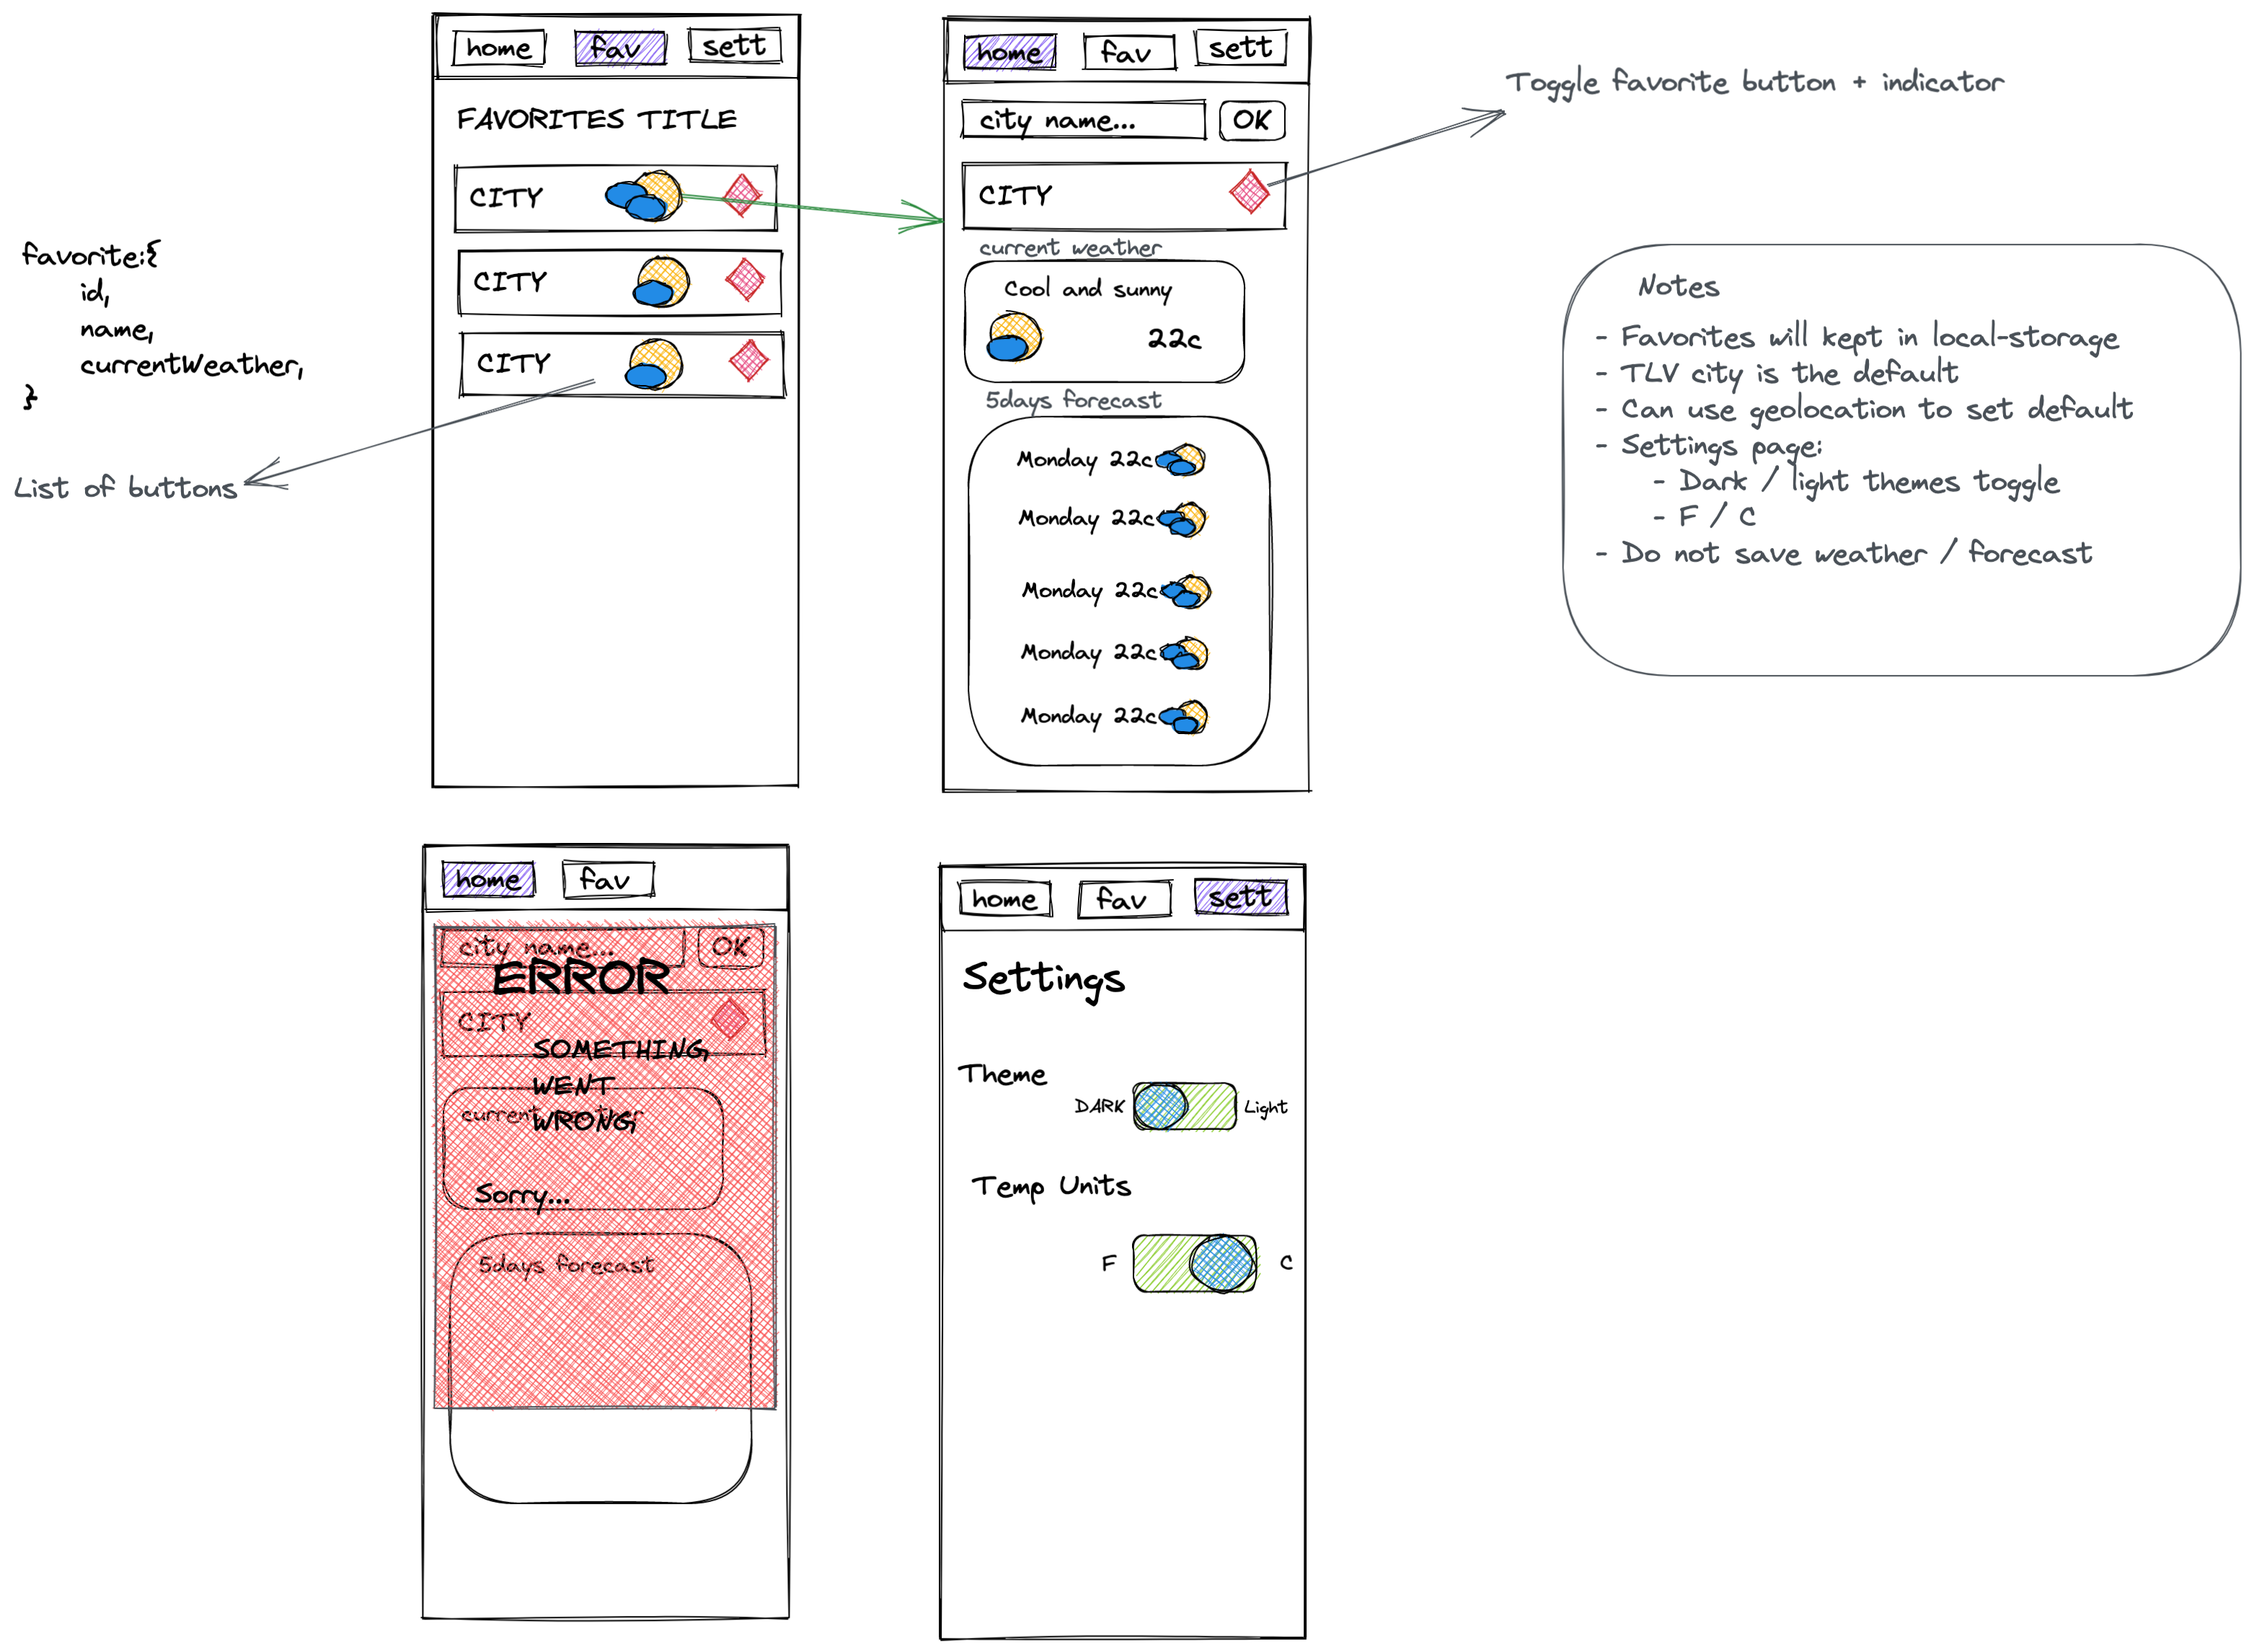 favorite:{
id,
name,
currentWeather,
}
List of buttons
home fav sett
FAVORITES TITLE
CITY
CITY
CITY
home fav sett
city name... OK
CITY
current weather
Cool and sunny
22c
5days forecast
Monday 22c
Monday 22c
Monday 22c
Monday 22c
Monday 22c
Toggle favorite button + indicator
Notes
- Favorites will kept in local-storage
- TLV city is the default
- Can use geolocation to set default
- Settings page:
- Dark / light themes toggle
- F / C
- Do not save weather / forecast
home fav
city name... OK
ERROR
CITY
SOMETHING
WENT
WRONG
current weather
Sorry...
5days forecast
home fav sett
Settings
Theme
DARK Light
Temp Units
F C